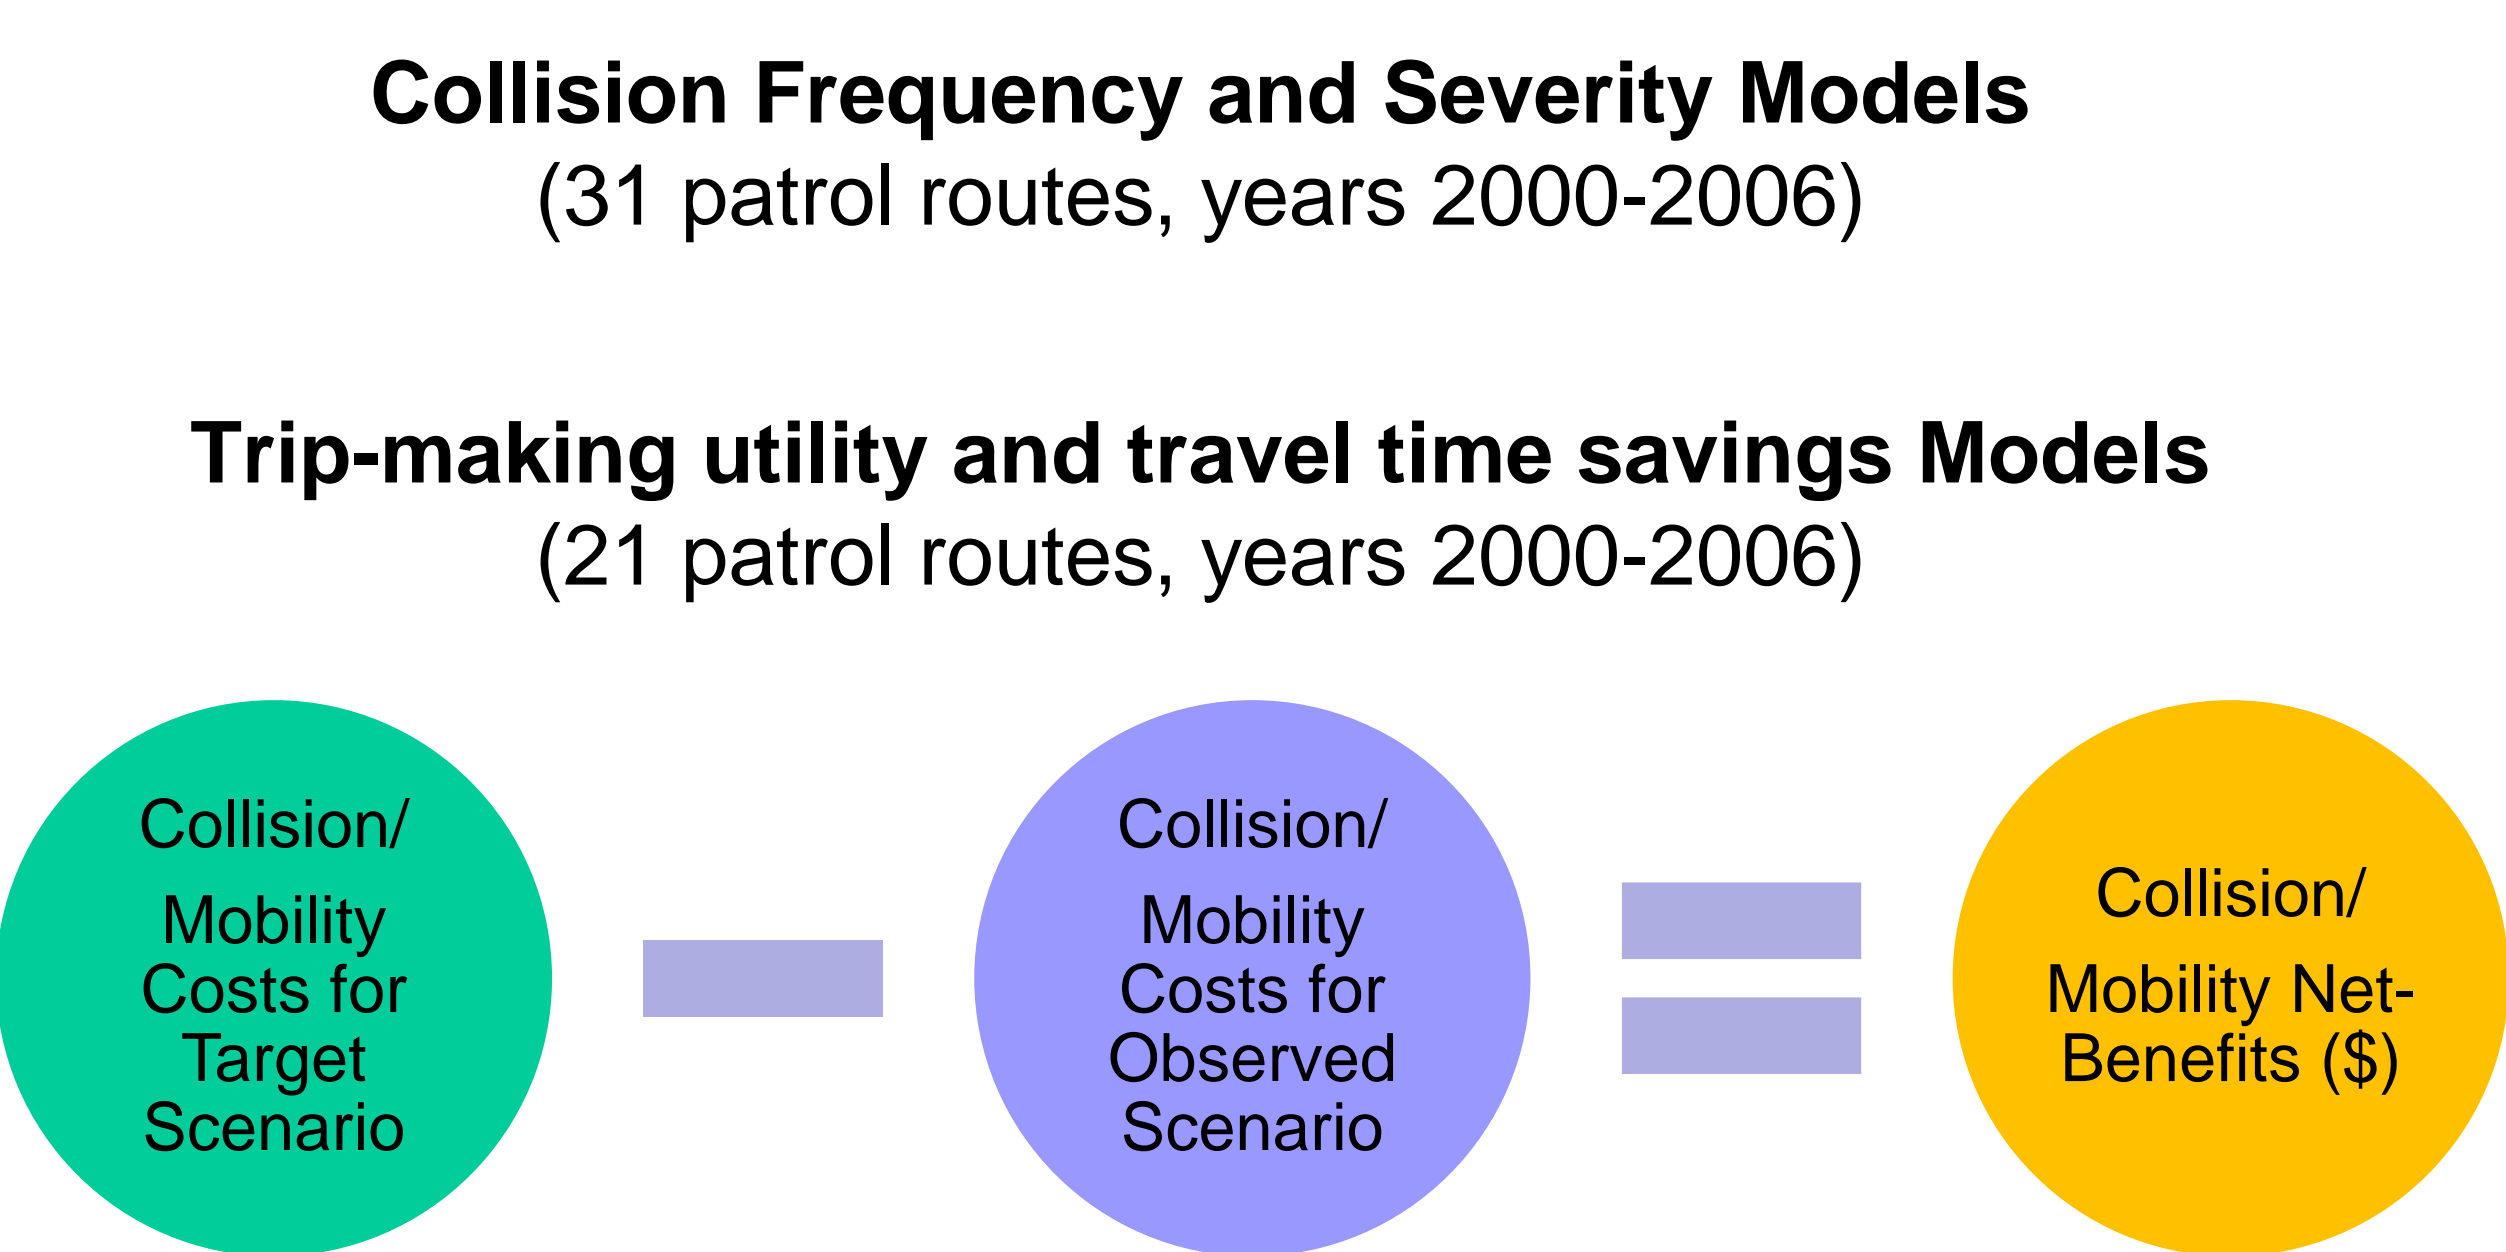 Collision Frequency and Severity Models
(31 patrol routes, years 2000-2006)
Trip-making utility and travel time savings Models
(21 patrol routes, years 2000-2006)
Collision/
Mobility
Costs for
Target
Scenario
Collision/
Mobility
Costs for
Observed
Scenario
Collision/
Mobility Net-
Benefits ($)